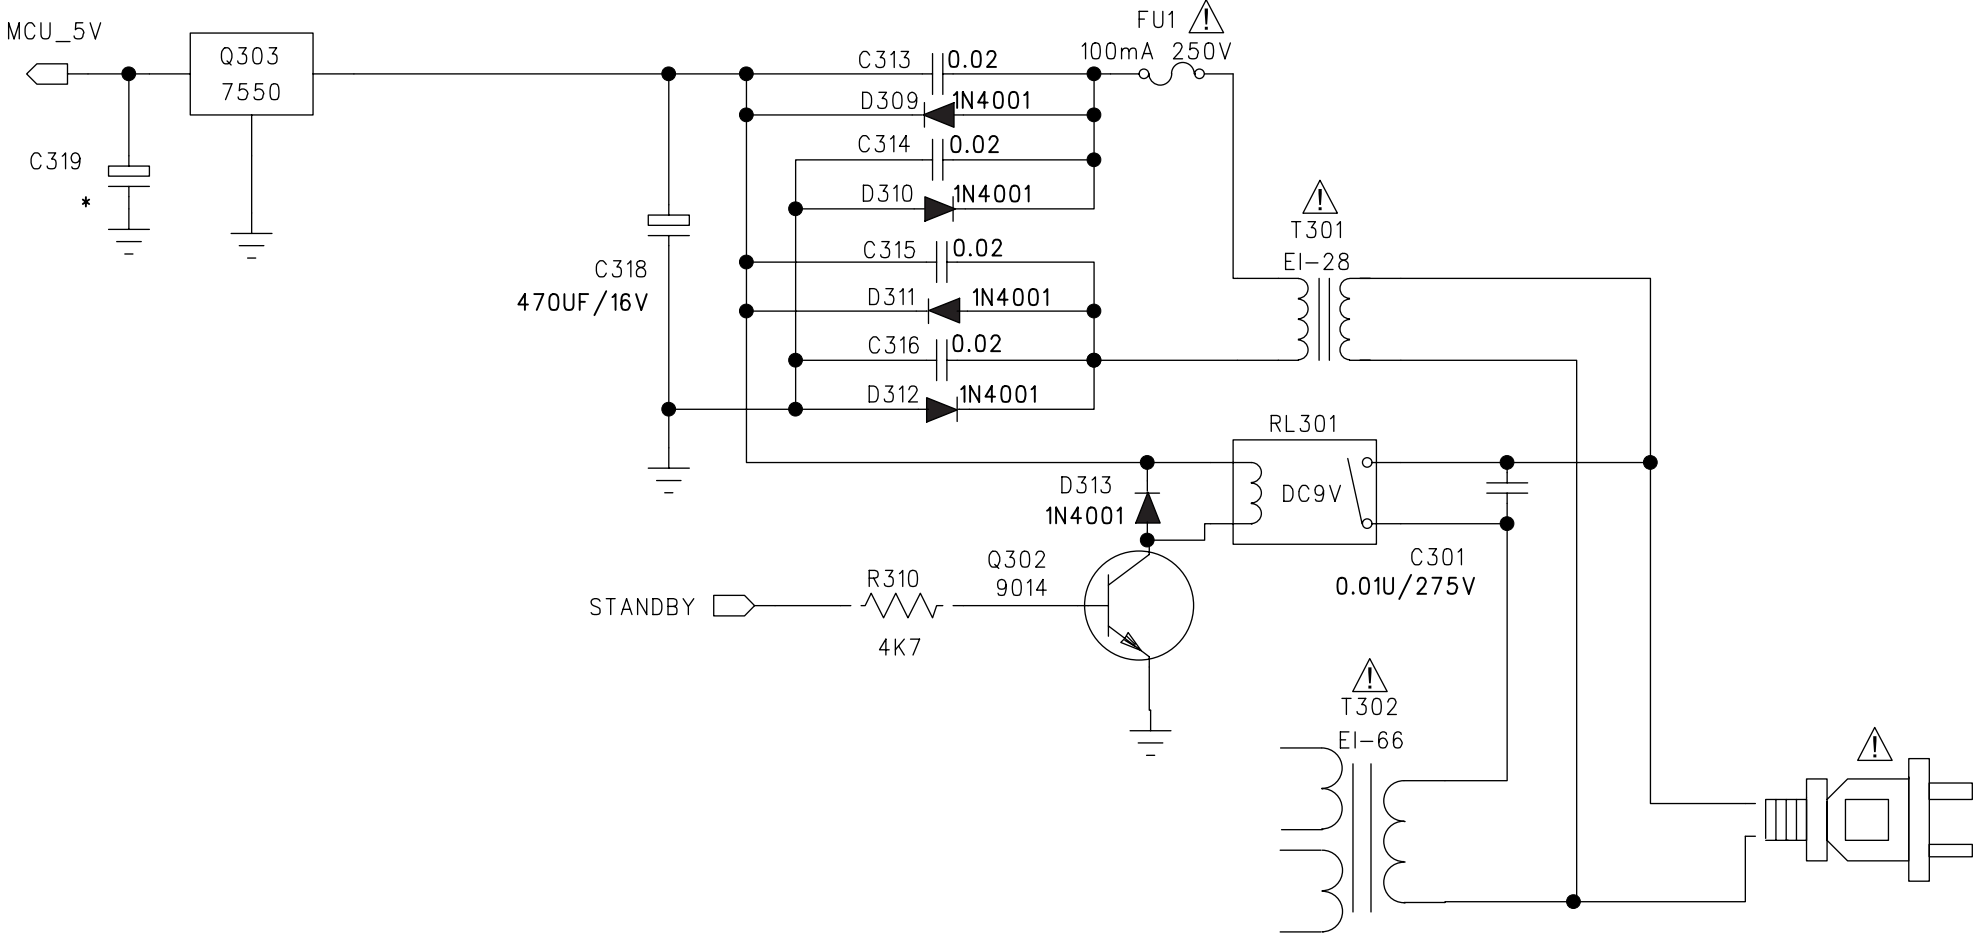 MCU_5V
Q303
7550
C319
*
C318
470UF/16V
C313
0.02
D309
1N4001
C314
0.02
D310
1N4001
C315
0.02
D311
1N4001
C316
0.02
D312
1N4001
FU1
!
100mA 250V
!
T301
EI-28
RL301
DC9V
D313
1N4001
C301
0.01U/275V
Q302
9014
STANDBY
R310
4K7
!
T302
EI-66
!